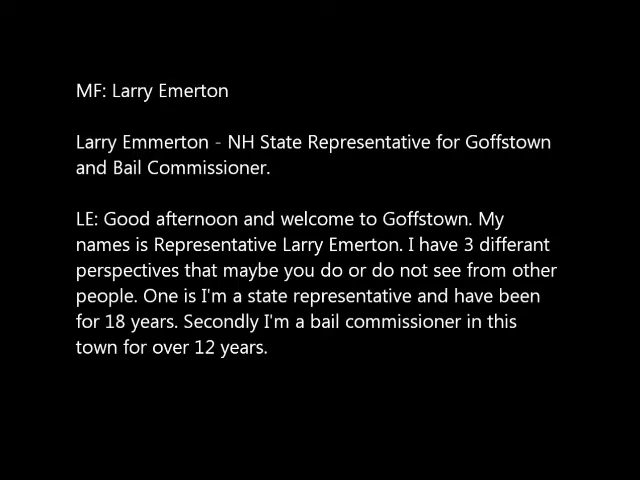 MF: Larry Emerton
Larry Emmerton - NH State Representative for Goffstown
and Bail Commissioner.
LE: Good afternoon and welcome to Goffstown. My
names is Representative Larry Emerton. I have 3 differant
perspectives that maybe you do or do not see from other
people. One is I'm a state representative and have been
for 18 years. Secondly I'm a bail commissioner in this
town for over 12 years.